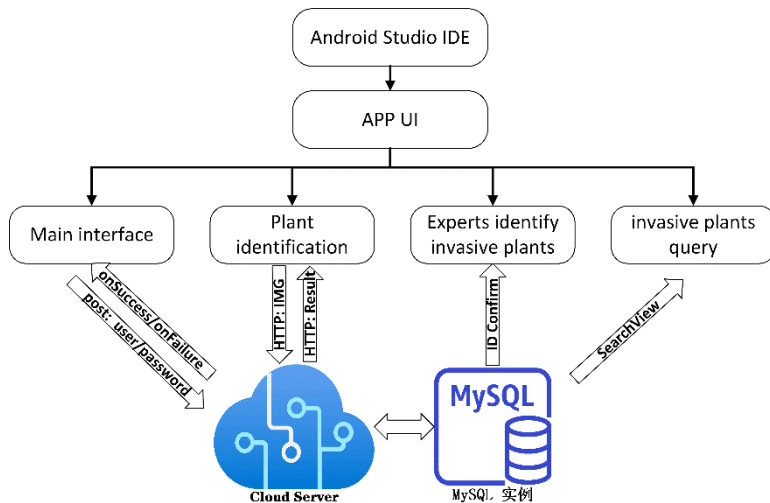 Android Studio IDE
APP UI
Main interface
Plant
identification
Experts identify
invasive plants
invasive plants
query
onSuccess/onFailure
post: user/password
HTTP: IMG
HTTP: Result
ID Confirm
SearchView
MySQL
Cloud Server
MySQL 实例